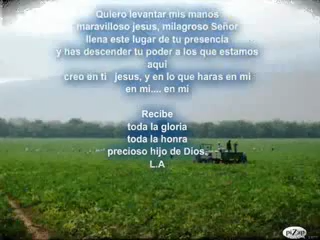 Quiero levantar mis manos
maravilloso jesus, milagroso Señor
llena este lugar de tu presencia
y has descender tu poder a los que estamos
aqui
creo en ti jesus, y en lo que haras en mi
en mi.... en mi
Recibe
toda la gloria
toda la honra
precioso hijo de Dios.
L.A
piZap